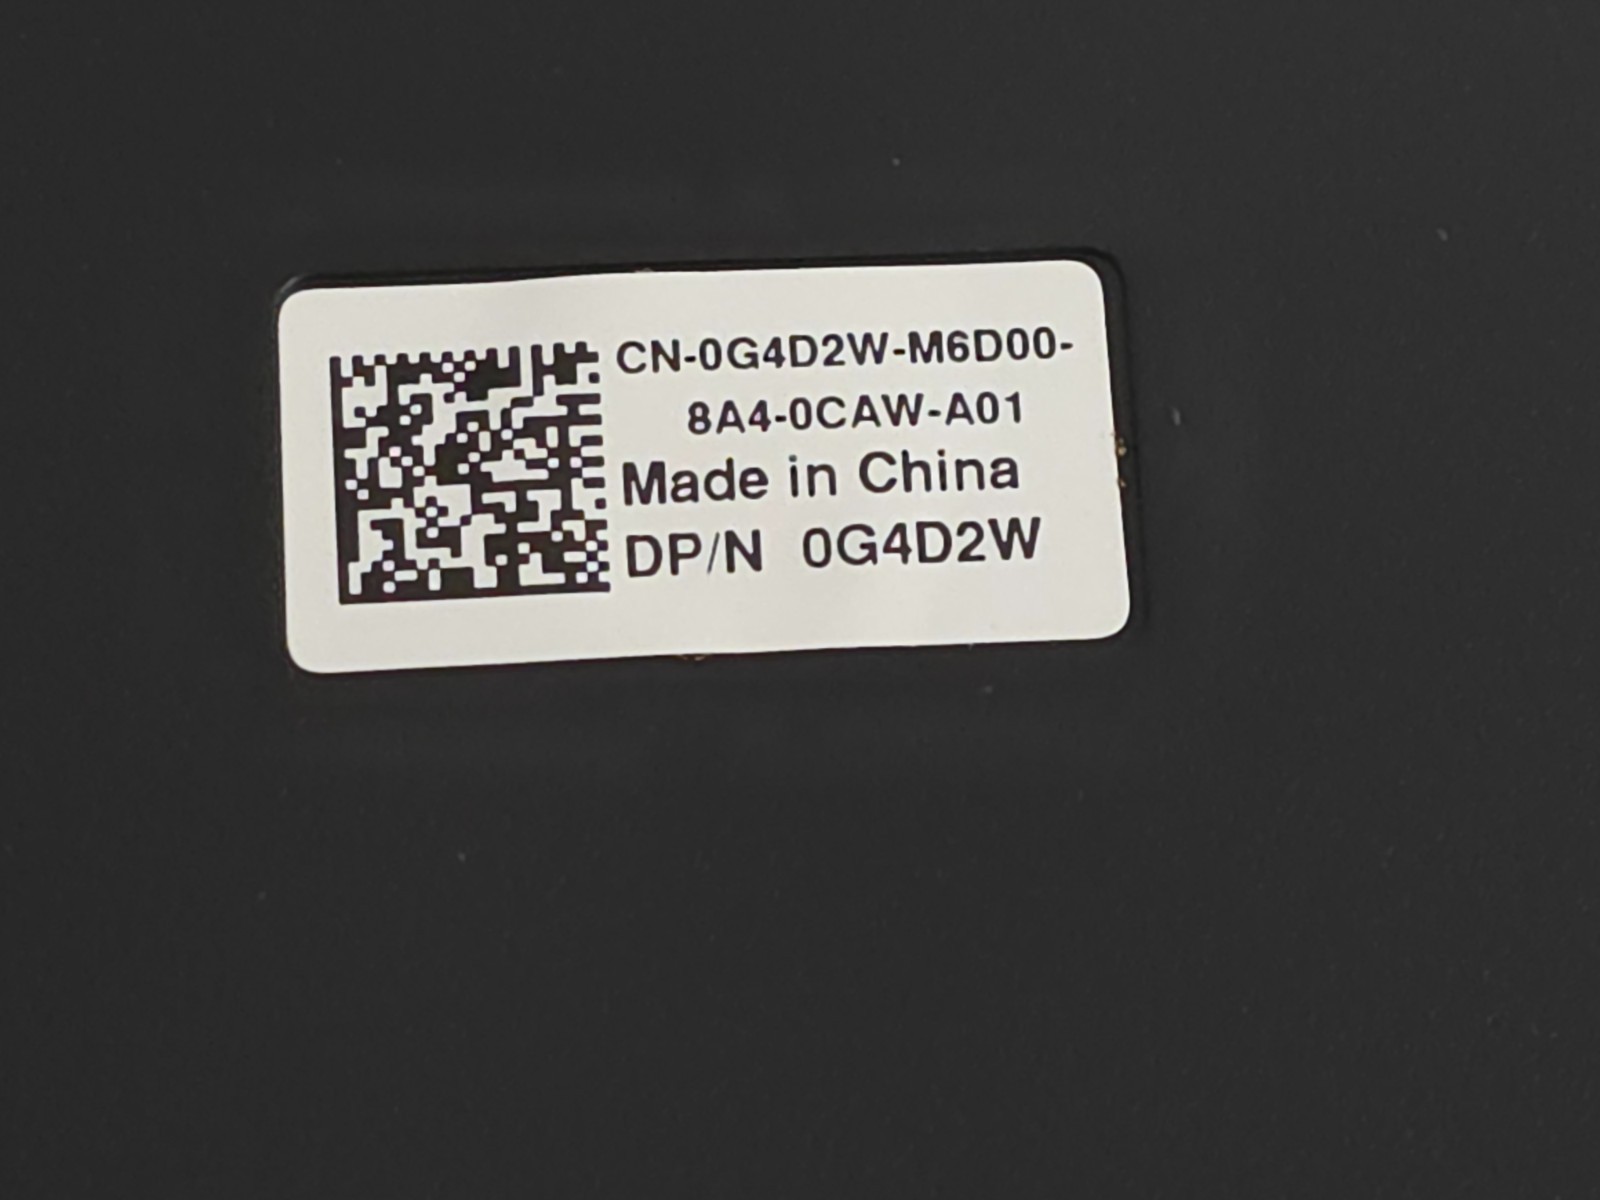 CN-0G4D2W-M6D00-
8A4-0CAW-A01
Made in China
DP/N 0G4D2W